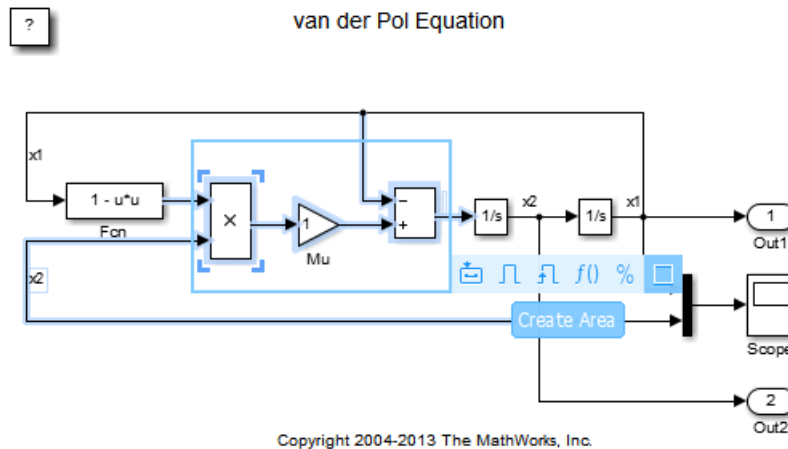 ?
van der Pol Equation
x1
1 - u*u
Fcn
×
1
Mu
−
+
1/s
x2
1/s
x1
1
Out1
x2
f()
%
Create Area
Scope
2
Out2
Copyright 2004-2013 The MathWorks, Inc.